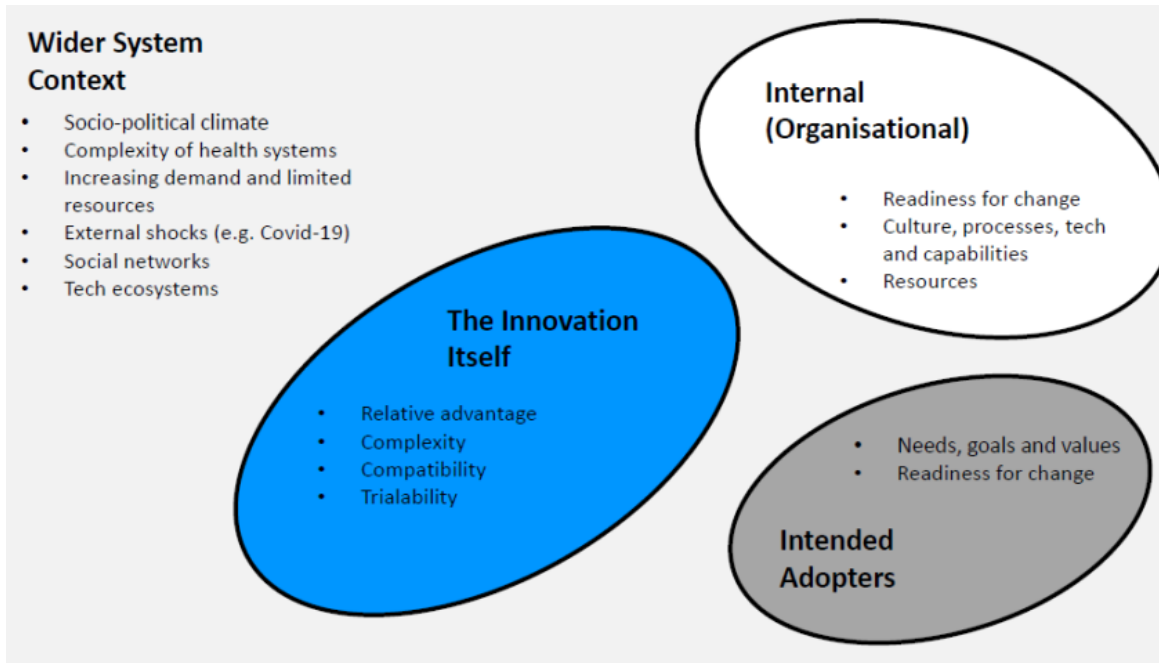 Wider System
Context
• Socio-political climate
• Complexity of health systems
• Increasing demand and limited
resources
• External shocks (e.g. Covid-19)
• Social networks
• Tech ecosystems
Internal
(Organisational)
• Readiness for change
• Culture, processes, tech
and capabilities
• Resources
The Innovation
Itself
• Relative advantage
• Complexity
• Compatibility
• Trialability
• Needs, goals and values
• Readiness for change
Intended
Adopters